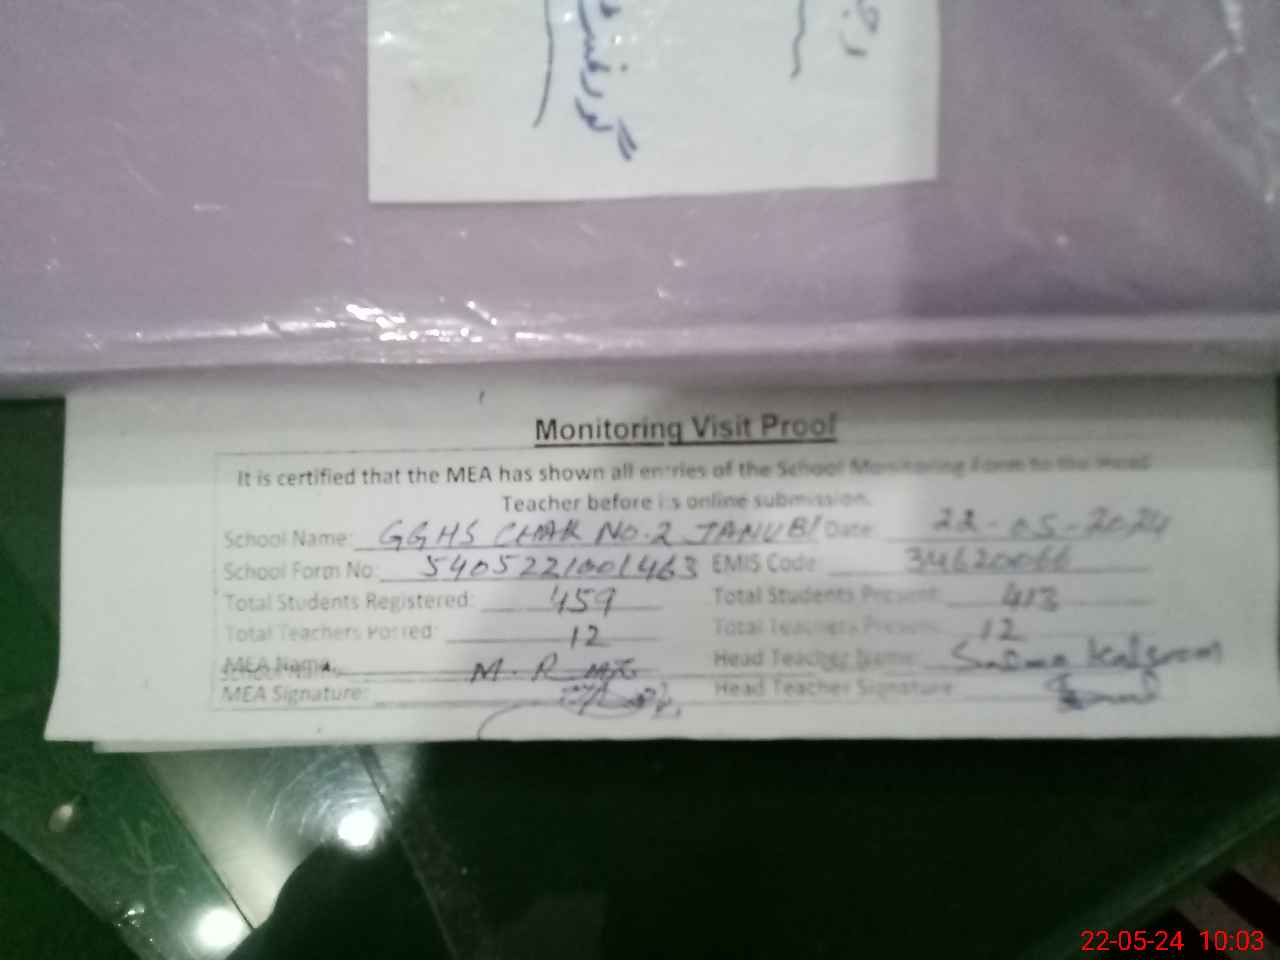 Monitoring Visit Proof
It is certified that the MEA has shown all entries of the School Monitoring Form to the Head
Teacher before its online submission.
School Name: GGHS CHAK NO.2 JANUBI Date: 22-05-2024
School Form No: 5405221001463 EMIS Code 34620066
Total Students Registered: 459 Total Students Present: 413
Total Teachers Posted: 12 Total Teachers Present: 12
MEA Name M. R Head Teacher Name:
MEA Signature: Head Teacher Signature
22-05-24 10:03